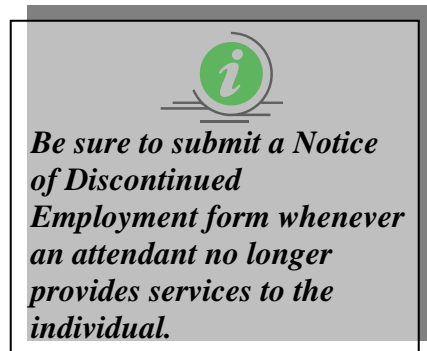 i
Be sure to submit a Notice
of Discontinued
Employment form whenever
an attendant no longer
provides services to the
individual.